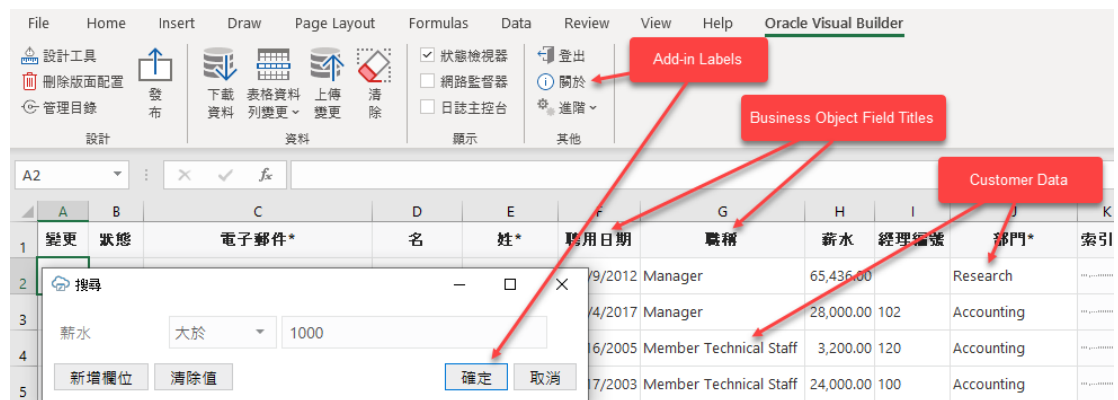 File Home Insert Draw Page Layout Formulas Data Review View Help Oracle Visual Builder
設計工具
刪除版面配置
管理目錄
設計
發
布
下載
資料
表格資料
列變更
上傳
變更
清
除
資料
狀態檢視器
網路監督器
日誌主控台
顯示
登出
關於
進階
其他
Add-in Labels
Business Object Field Titles
Customer Data
A2 fx
A B C D E F G H I J K
1 變更 狀態 電子郵件* 名 姓* 聘用日期 職稱 薪水 經理編號 部門* 索引
2 /9/2012 Manager 65,436.00 Research
3 /4/2017 Manager 28,000.00 102 Accounting
4 16/2005 Member Technical Staff 3,200.00 120 Accounting
5 17/2003 Member Technical Staff 24,000.00 100 Accounting
搜尋
薪水 大於 1000
新增欄位 清除值 確定 取消